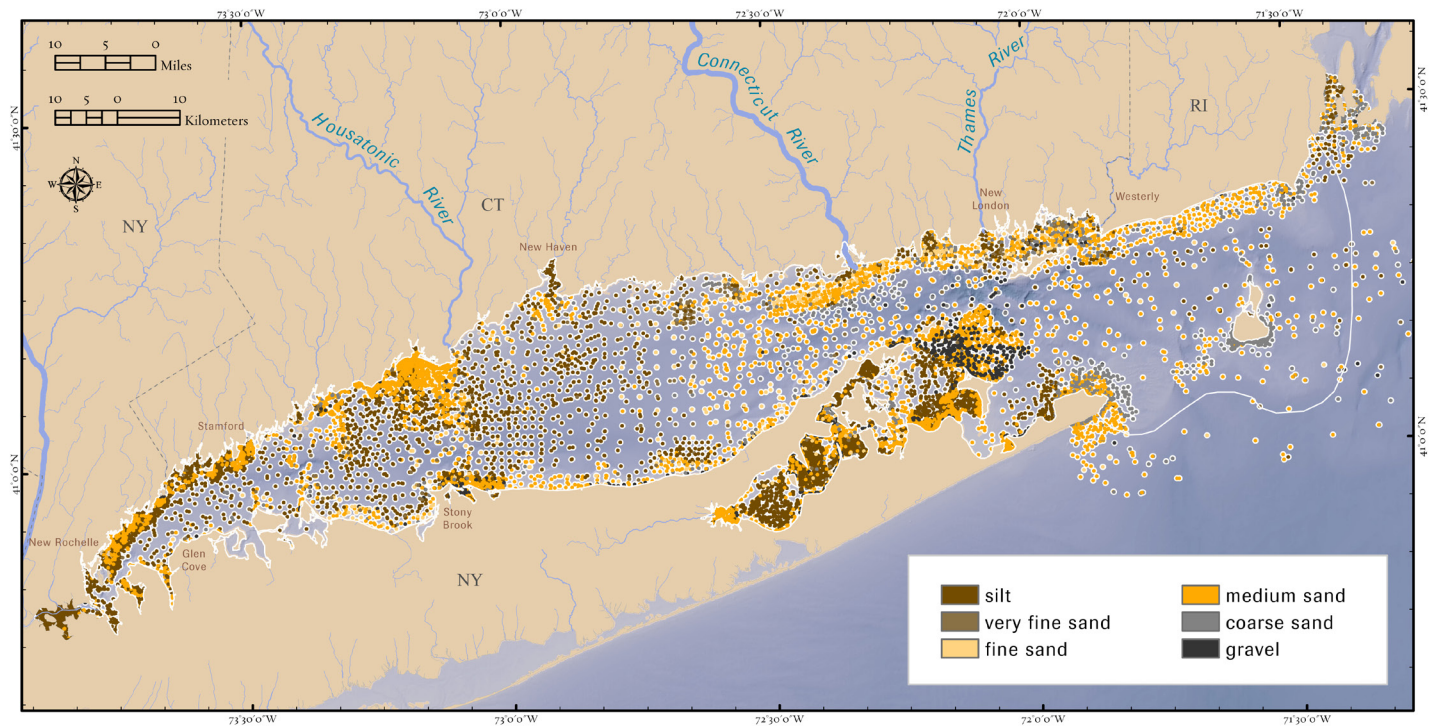 73°30'0"W
73°0'0"W
72°30'0"W
72°0'0"W
71°30'0"W
10 5 0
Miles
10 5 0 10
Kilometers
N
W E
S
41°30'0"N
41°30'0"N
Housatonic
River
Connecticut
River
Thames
River
RI
NY
CT
New
London
Westerly
New Haven
Stamford
41°0'0"N
41°0'0"N
Stony
Brook
New Rochelle
Glen
Cove
NY
silt
very fine sand
fine sand
medium sand
coarse sand
gravel
73°30'0"W
73°0'0"W
72°30'0"W
72°0'0"W
71°30'0"W